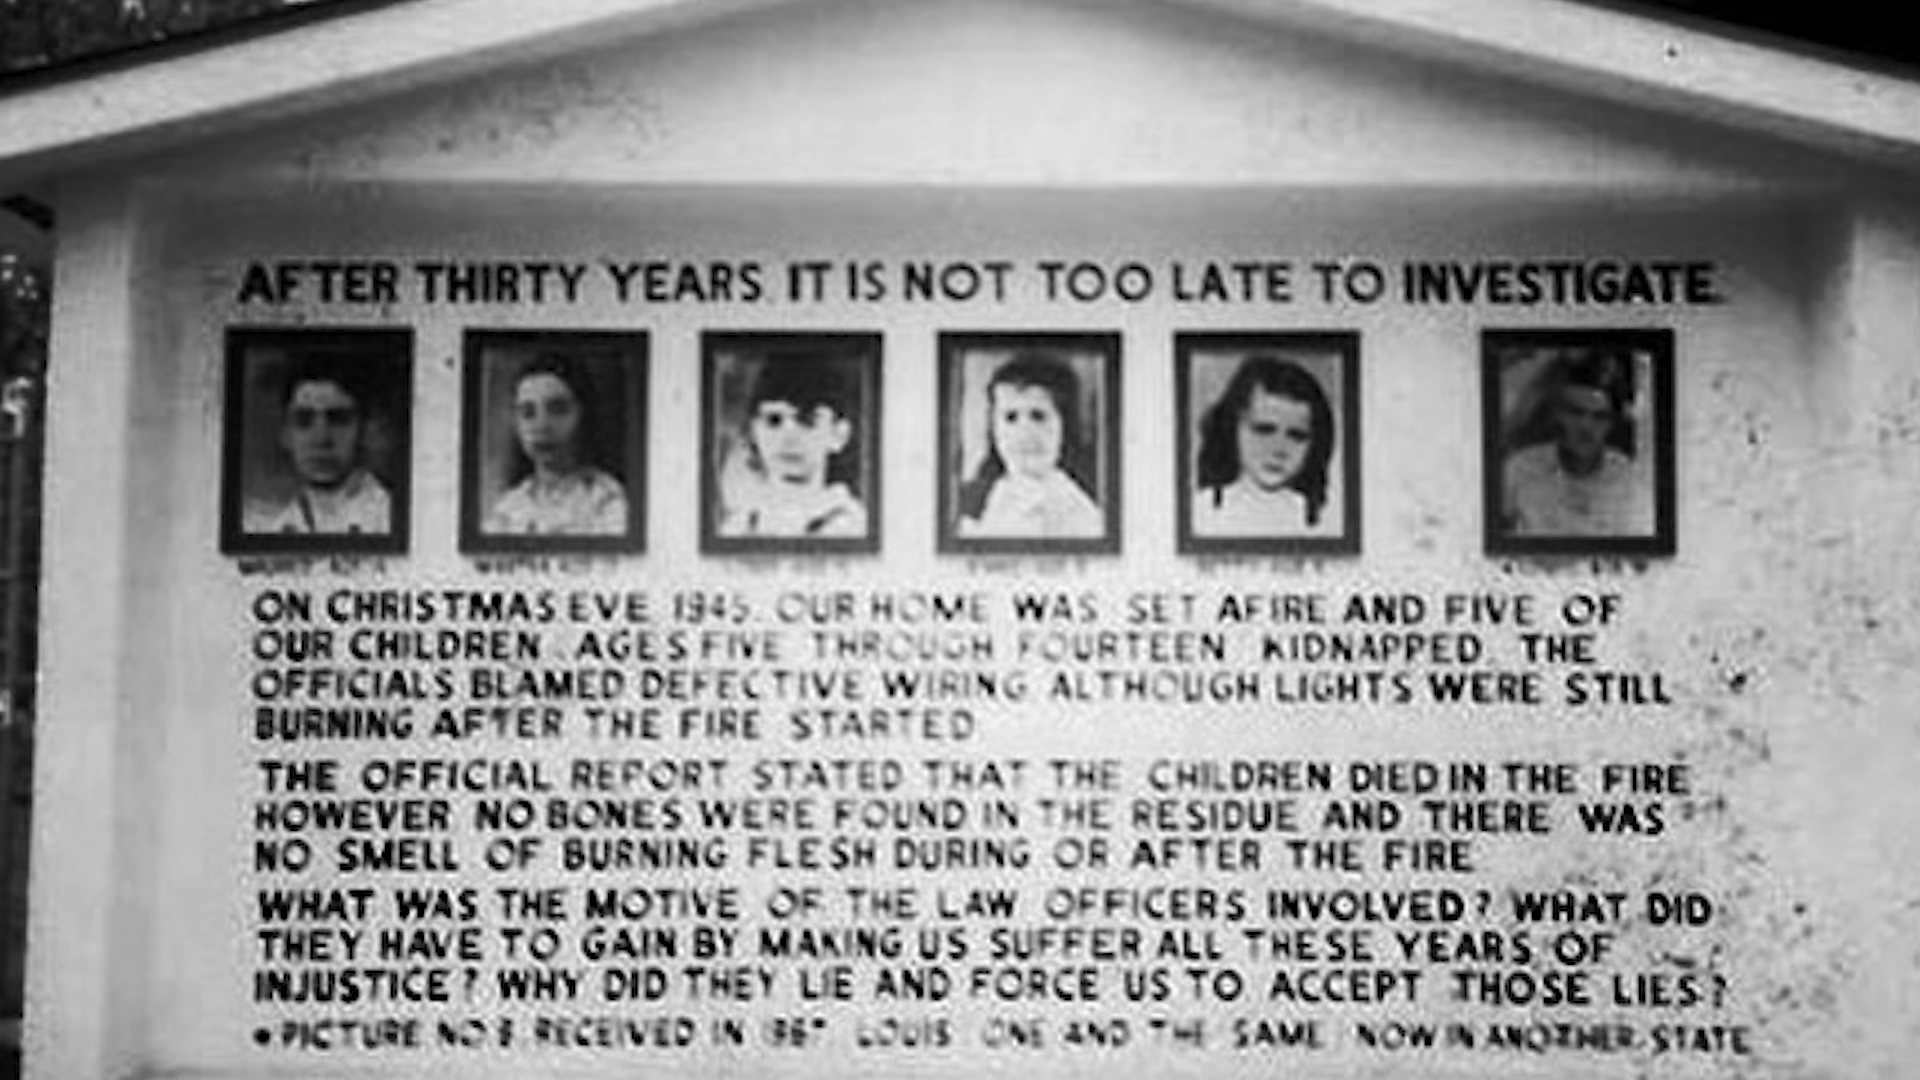 AFTER THIRTY YEARS IT IS NOT TOO LATE TO INVESTIGATE.
ON CHRISTMAS EVE 1945. OUR HOME WAS SET AFIRE AND FIVE OF
OUR CHILDREN. AGES FIVE THROUGH FOURTEEN KIDNAPPED. THE
OFFICIALS BLAMED DEFECTIVE WIRING ALTHOUGH LIGHTS WERE STILL
BURNING AFTER THE FIRE STARTED
THE OFFICIAL REPORT STATED THAT THE CHILDREN DIED IN THE FIRE
HOWEVER NO BONES WERE FOUND IN THE RESIDUE AND THERE WAS
NO SMELL OF BURNING FLESH DURING OR AFTER THE FIRE
WHAT WAS THE MOTIVE OF THE LAW OFFICERS INVOLVED? WHAT DID
THEY HAVE TO GAIN BY MAKING US SUFFER ALL THESE YEARS OF
INJUSTICE? WHY DID THEY LIE AND FORCE US TO ACCEPT THOSE LIES?
• PICTURE NO RECEIVED IN LOUIS ONE AND THE SAME NOW IN ANOTHER STATE